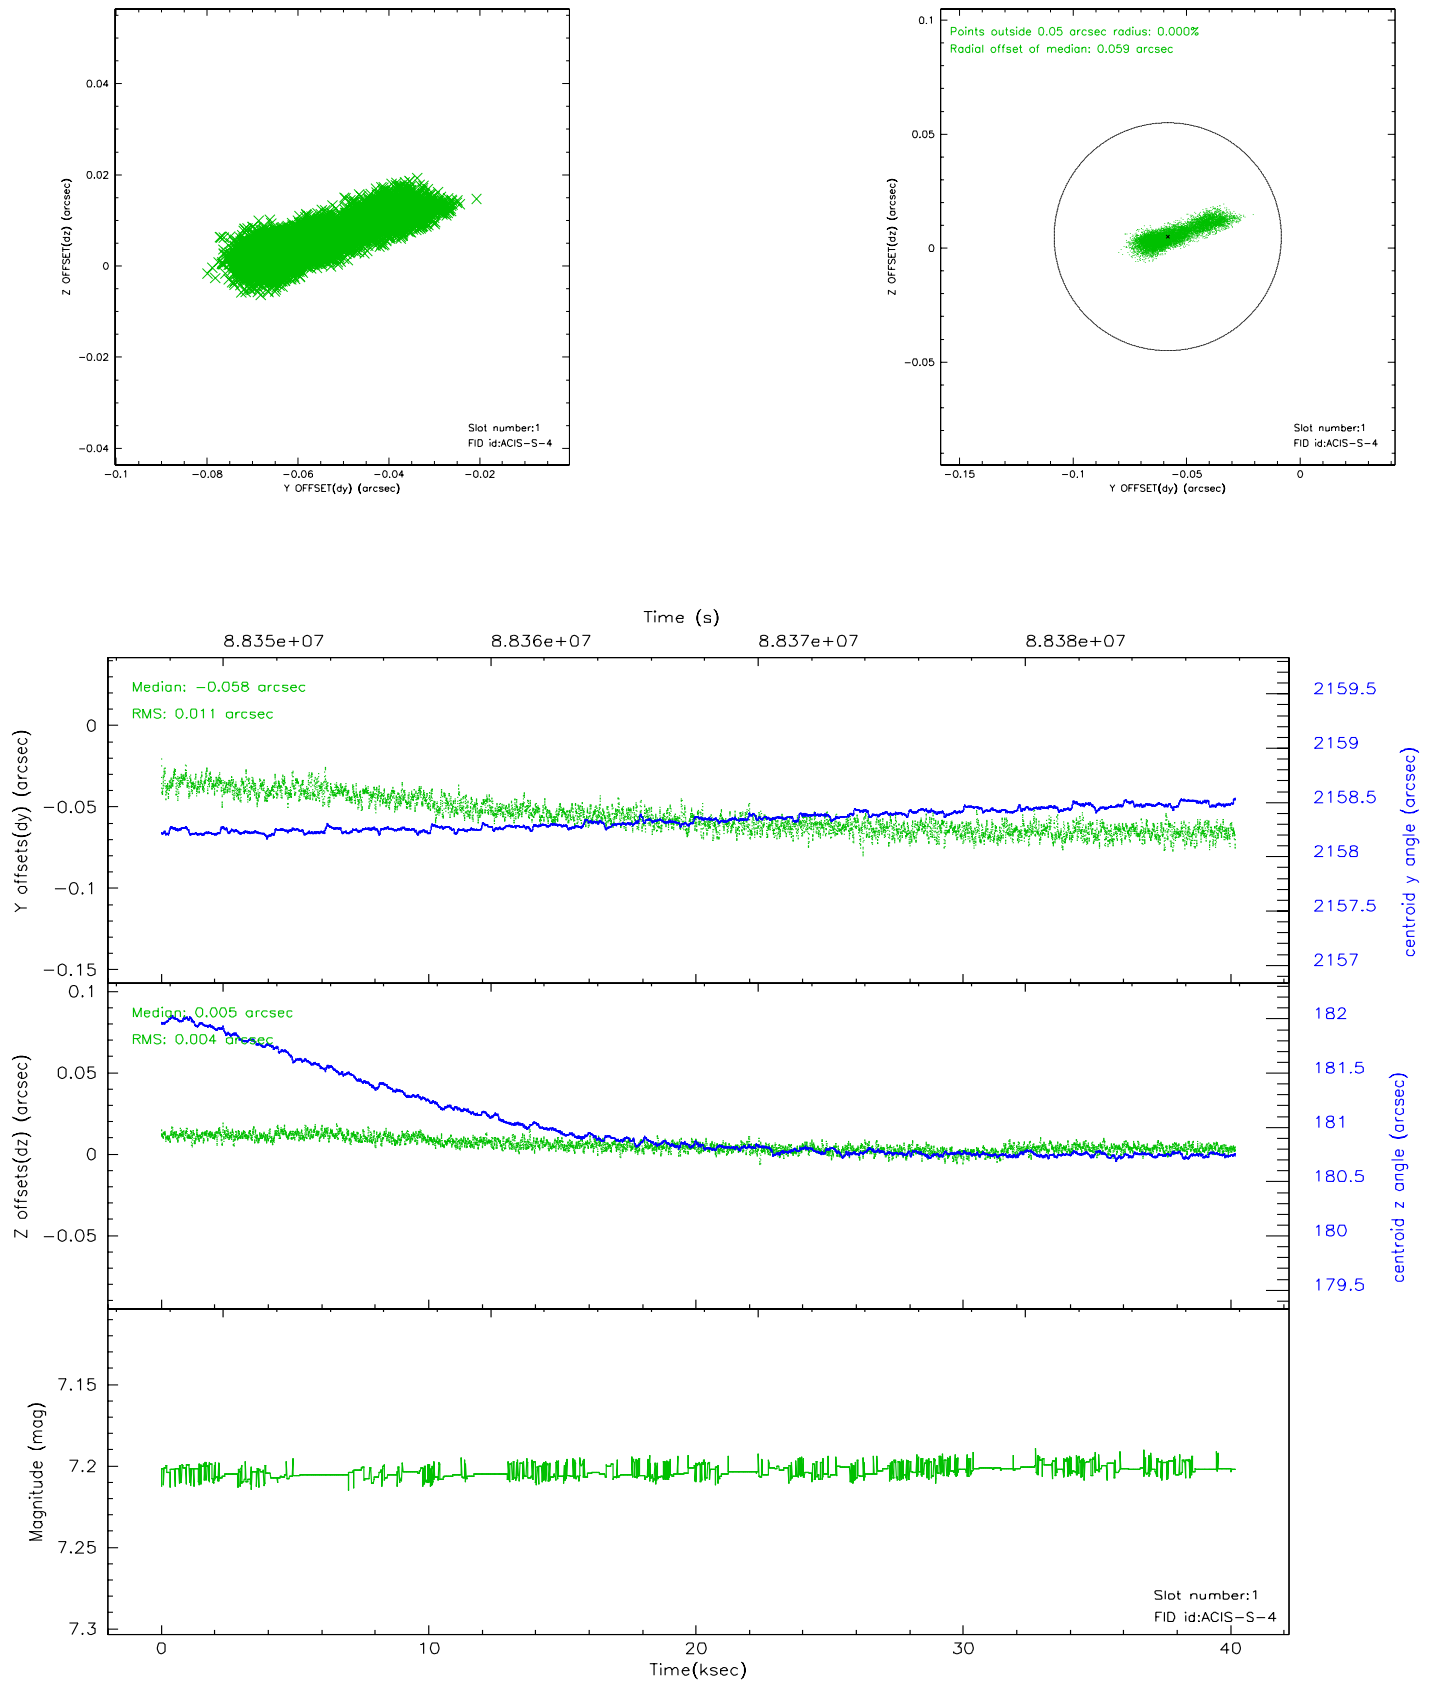 0.04
0.02
0
−0.02
−0.04
Z OFFSET(dz) (arcsec)
Slot number:1
FID id:ACIS−S−4
−0.1
−0.08
−0.06
−0.04
−0.02
Y OFFSET(dy) (arcsec)
Points outside 0.05 arcsec radius: 0.000%
Radial offset of median: 0.059 arcsec
0.1
0.05
0
−0.05
Z OFFSET(dz) (arcsec)
Slot number:1
FID id:ACIS−S−4
−0.15
−0.1
−0.05
0
Y OFFSET(dy) (arcsec)
Time (s)
8.835e+07
8.836e+07
8.837e+07
8.838e+07
Median: −0.058 arcsec
RMS: 0.011 arcsec
0
−0.05
−0.1
−0.15
Y offsets(dy) (arcsec)
2159.5
2159
2158.5
2158
2157.5
2157
centroid y angle (arcsec)
Median: 0.005 arcsec
RMS: 0.004 arcsec
0.1
0.05
0
−0.05
Z offsets(dz) (arcsec)
182
181.5
181
180.5
180
179.5
centroid z angle (arcsec)
7.15
7.2
7.25
7.3
Magnitude (mag)
Slot number:1
FID id:ACIS−S−4
0
10
20
30
40
Time(ksec)